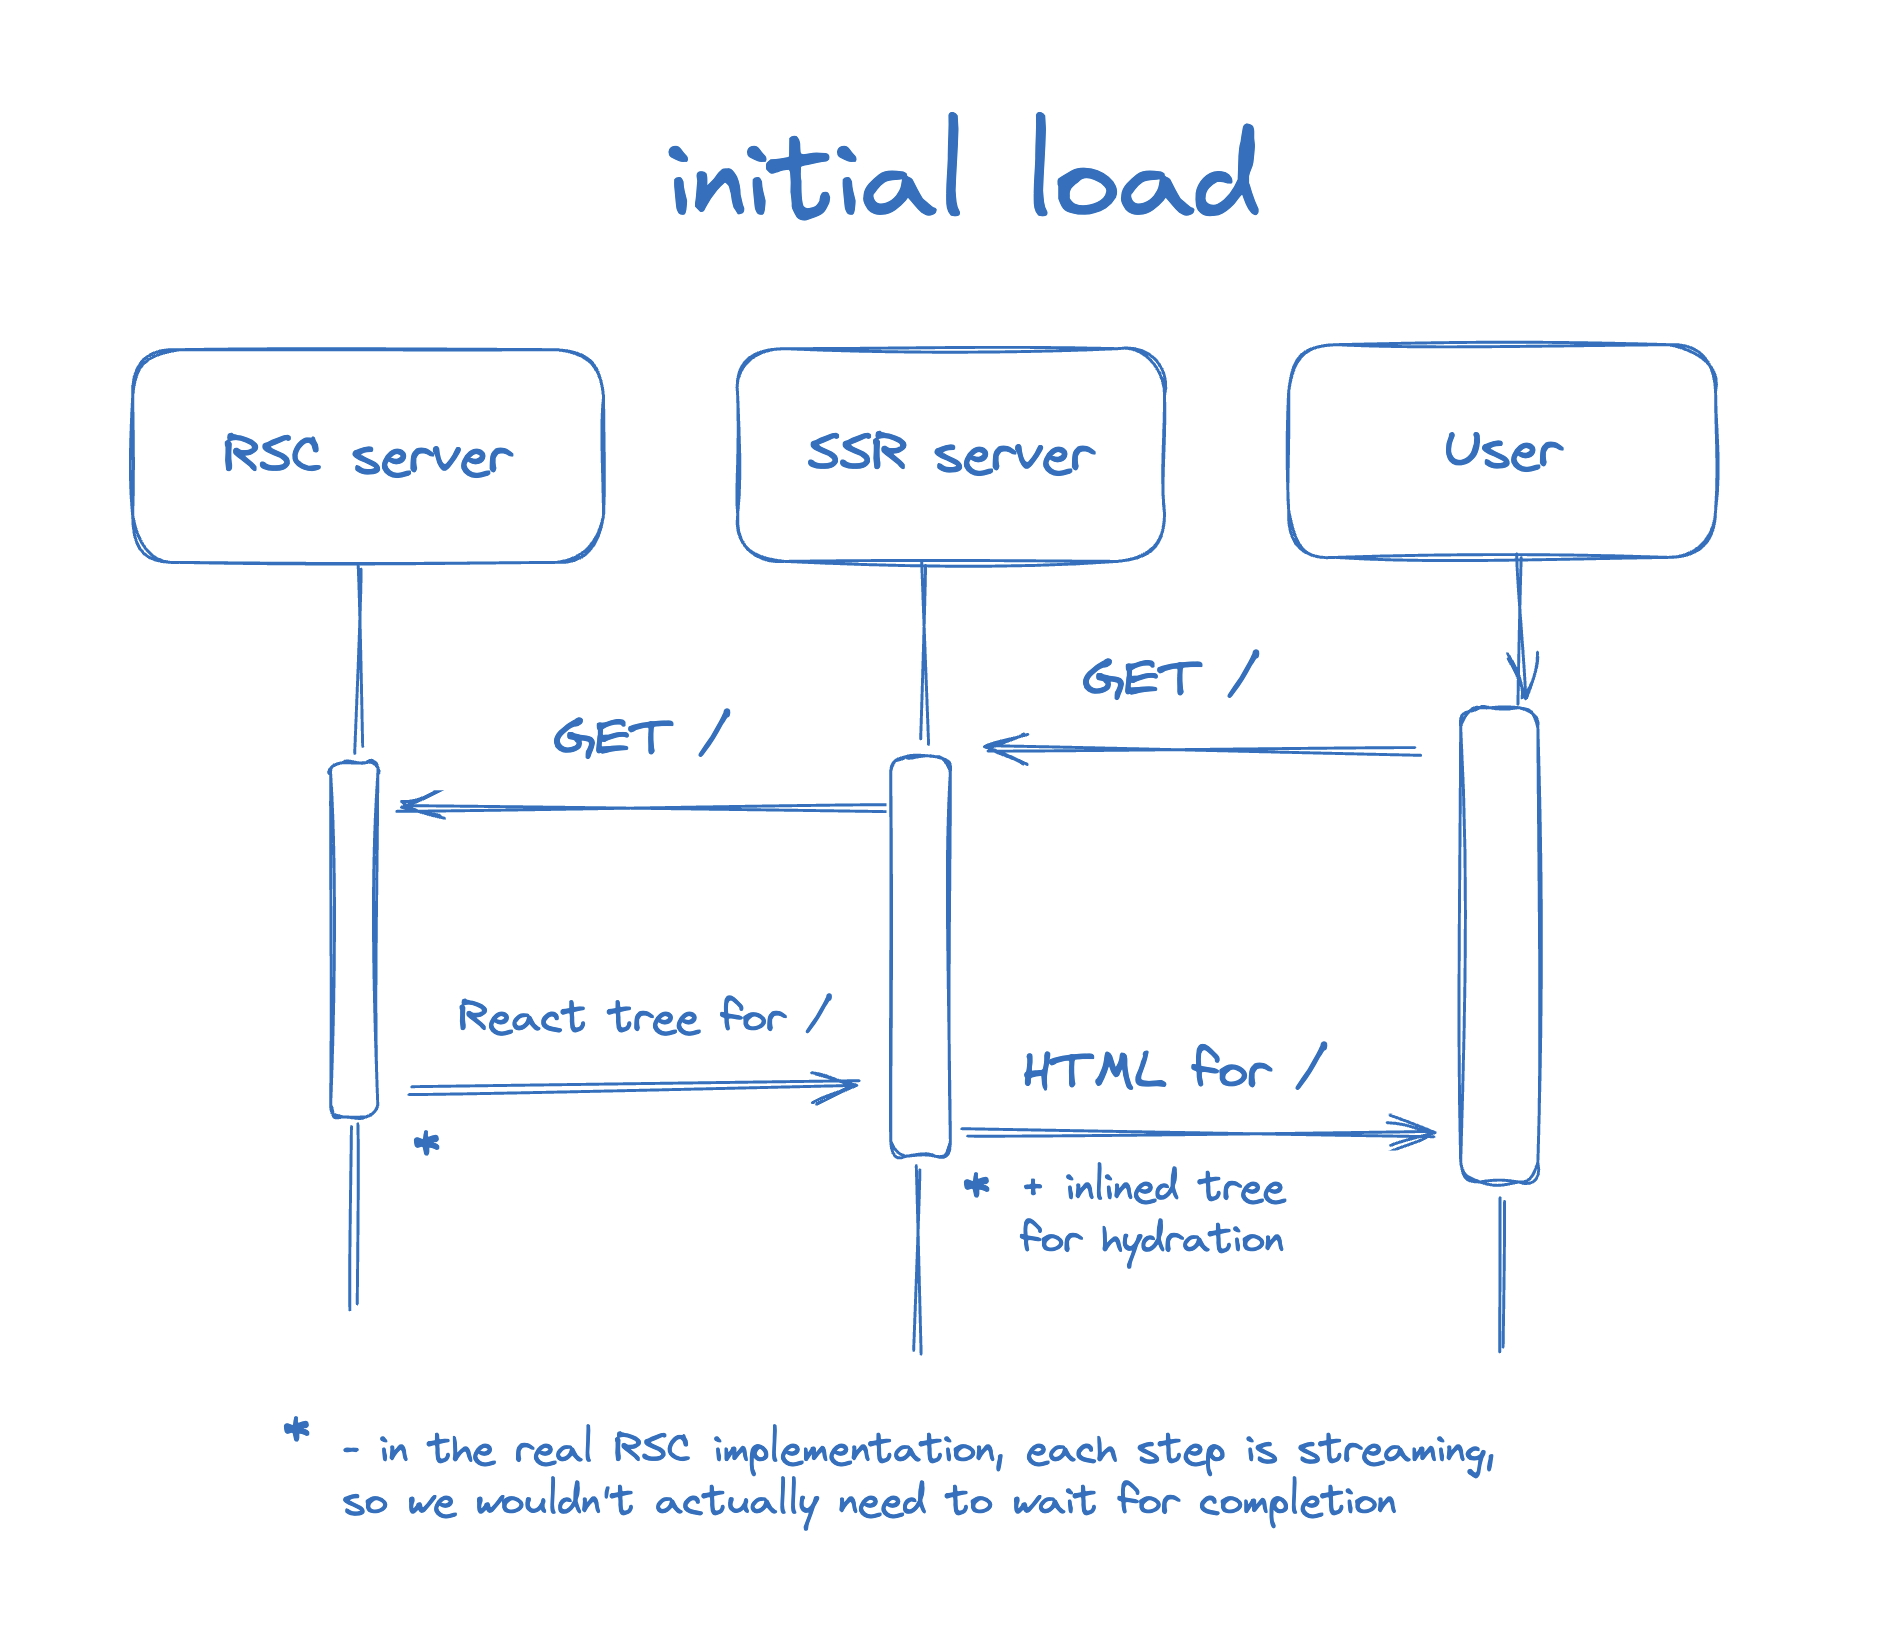 initial load
RSC server
SSR server
User
GET /
GET /
React tree for /
*
HTML for /
* + inlined tree
for hydration
* - in the real RSC implementation, each step is streaming,
so we wouldn't actually need to wait for completion